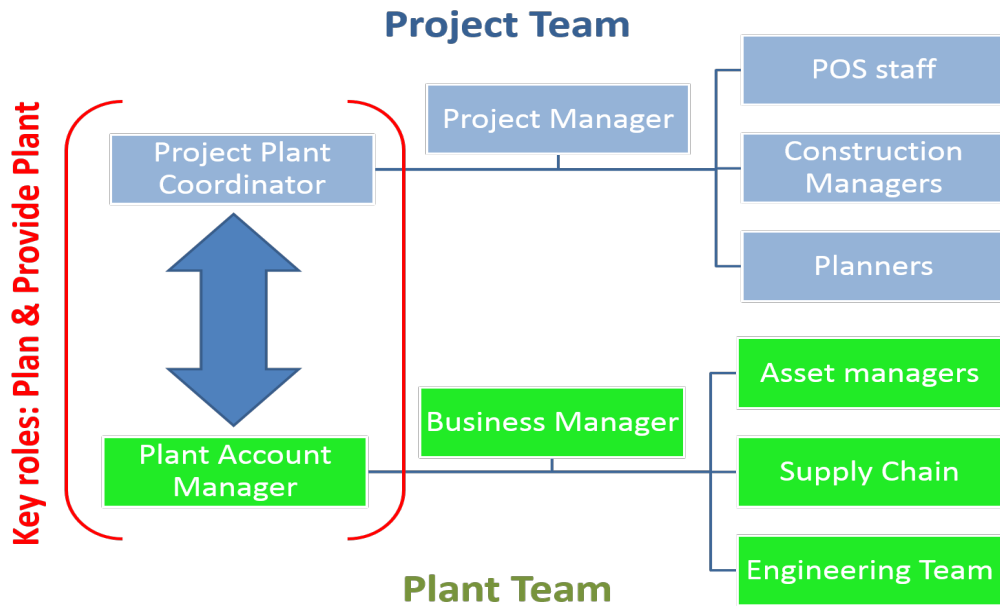 Project Team
Key roles: Plan & Provide Plant
Project Plant
Coordinator
Project Manager
POS staff
Construction
Managers
Planners
Plant Account
Manager
Business Manager
Asset managers
Supply Chain
Engineering Team
Plant Team